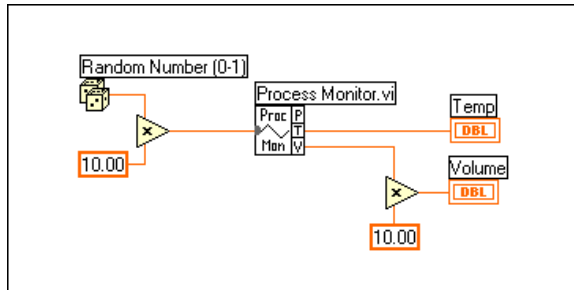 Random Number (0-1)
Process Monitor.vi
Temp
Proc P
T
Mon V
DBL
×
10.00
Volume
×
DBL
10.00